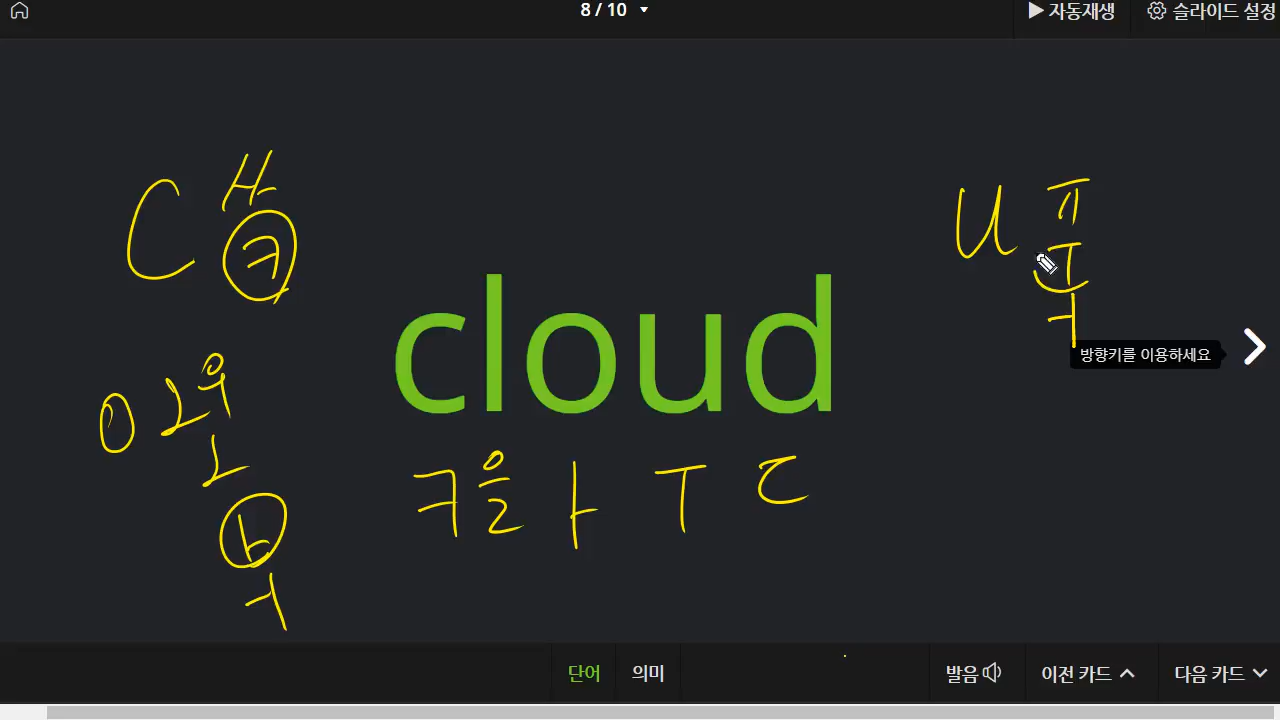 8 / 10
자동재생
슬라이드 설정
C ㅆ
ㅋ
U ㅠ
ㅜ
ㅓ
cloud
방향키를 이용하세요
O
ㅗ
ㅏ
ㅓ
ㅋ 을 ㅏ ㅜ ㄷ
단어
의미
발음
이전 카드
다음 카드